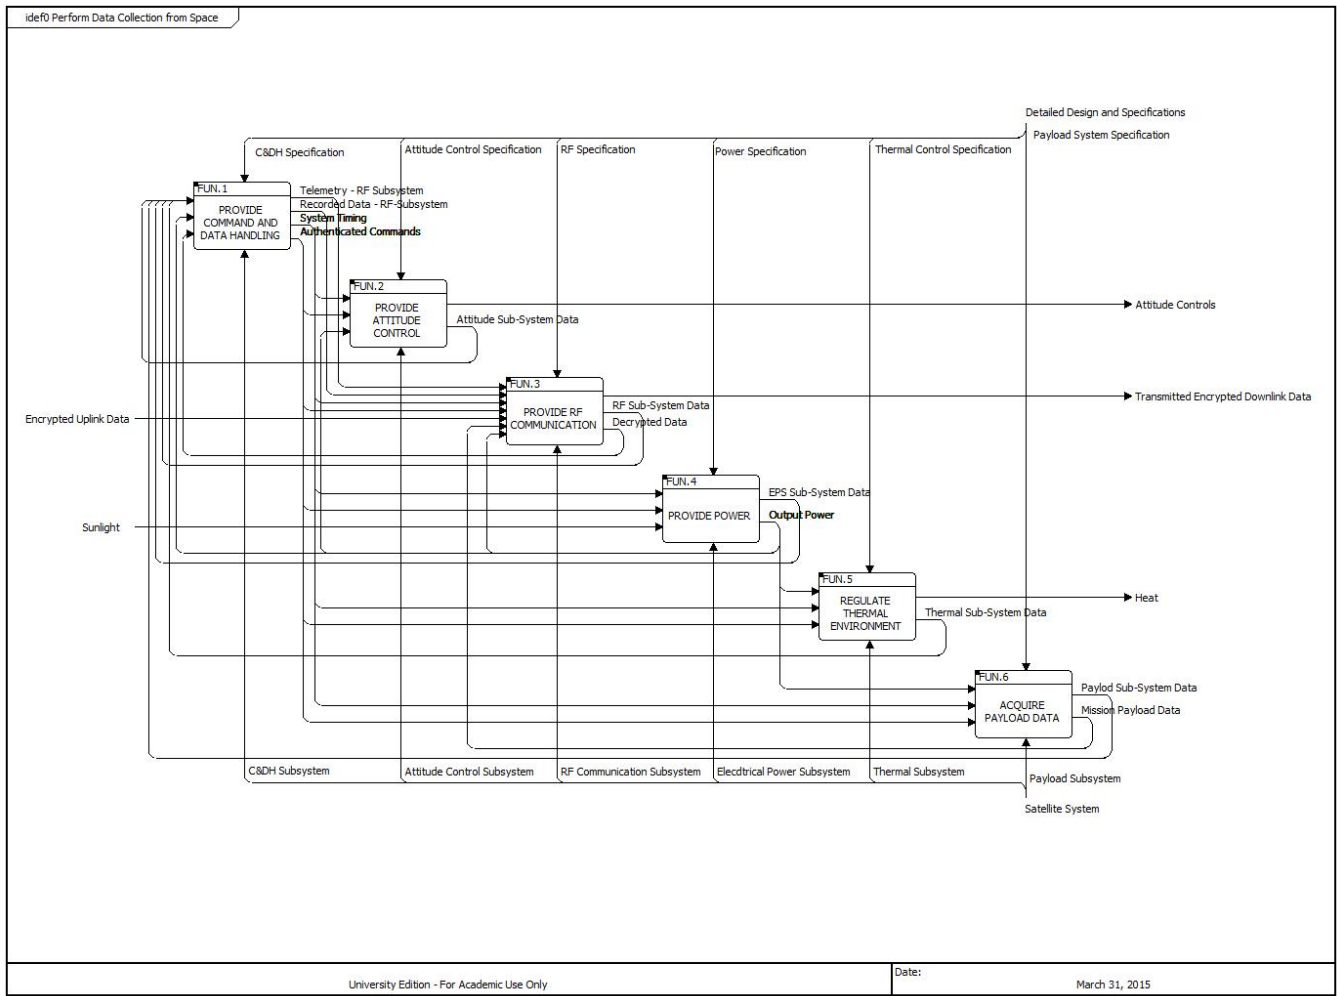 idef0 Perform Data Collection from Space
Detailed Design and Specifications
Payload System Specification
C&DH Specification
Attitude Control Specification
RF Specification
Power Specification
Thermal Control Specification
FUN.1
PROVIDE
COMMAND AND
DATA HANDLING
Telemetry - RF Subsystem
Recorded Data - RF-Subsystem
System Timing
Authenticated Commands
FUN.2
PROVIDE
ATTITUDE
CONTROL
Attitude Controls
Attitude Sub-System Data
FUN.3
PROVIDE RF
COMMUNICATION
Transmitted Encrypted Downlink Data
RF Sub-System Data
Decrypted Data
Encrypted Uplink Data
FUN.4
PROVIDE POWER
EPS Sub-System Data
Output Power
Sunlight
FUN.5
REGULATE
THERMAL
ENVIRONMENT
Heat
Thermal Sub-System Data
FUN.6
ACQUIRE
PAYLOAD DATA
Paylod Sub-System Data
Mission Payload Data
C&DH Subsystem
Attitude Control Subsystem
RF Communication Subsystem
Elecdtrical Power Subsystem
Thermal Subsystem
Payload Subsystem
Satellite System
University Edition - For Academic Use Only
Date:
March 31, 2015